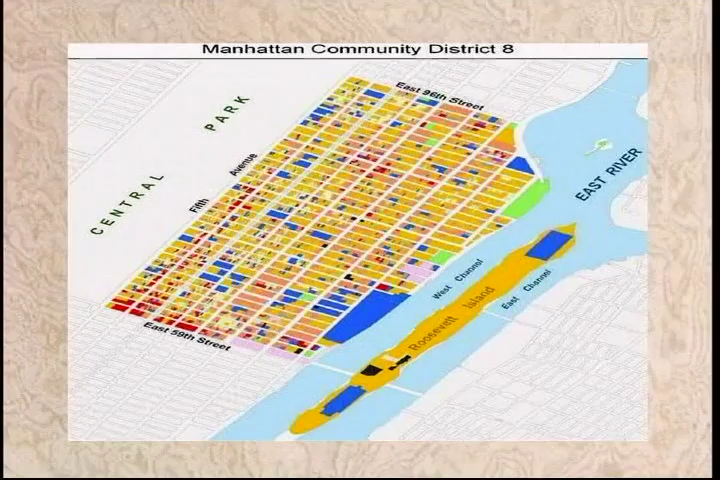 Manhattan Community District 8
East 96th Street
CENTRAL PARK
Fifth Avenue
EAST RIVER
West Channel
East Channel
Roosevelt Island
East 59th Street